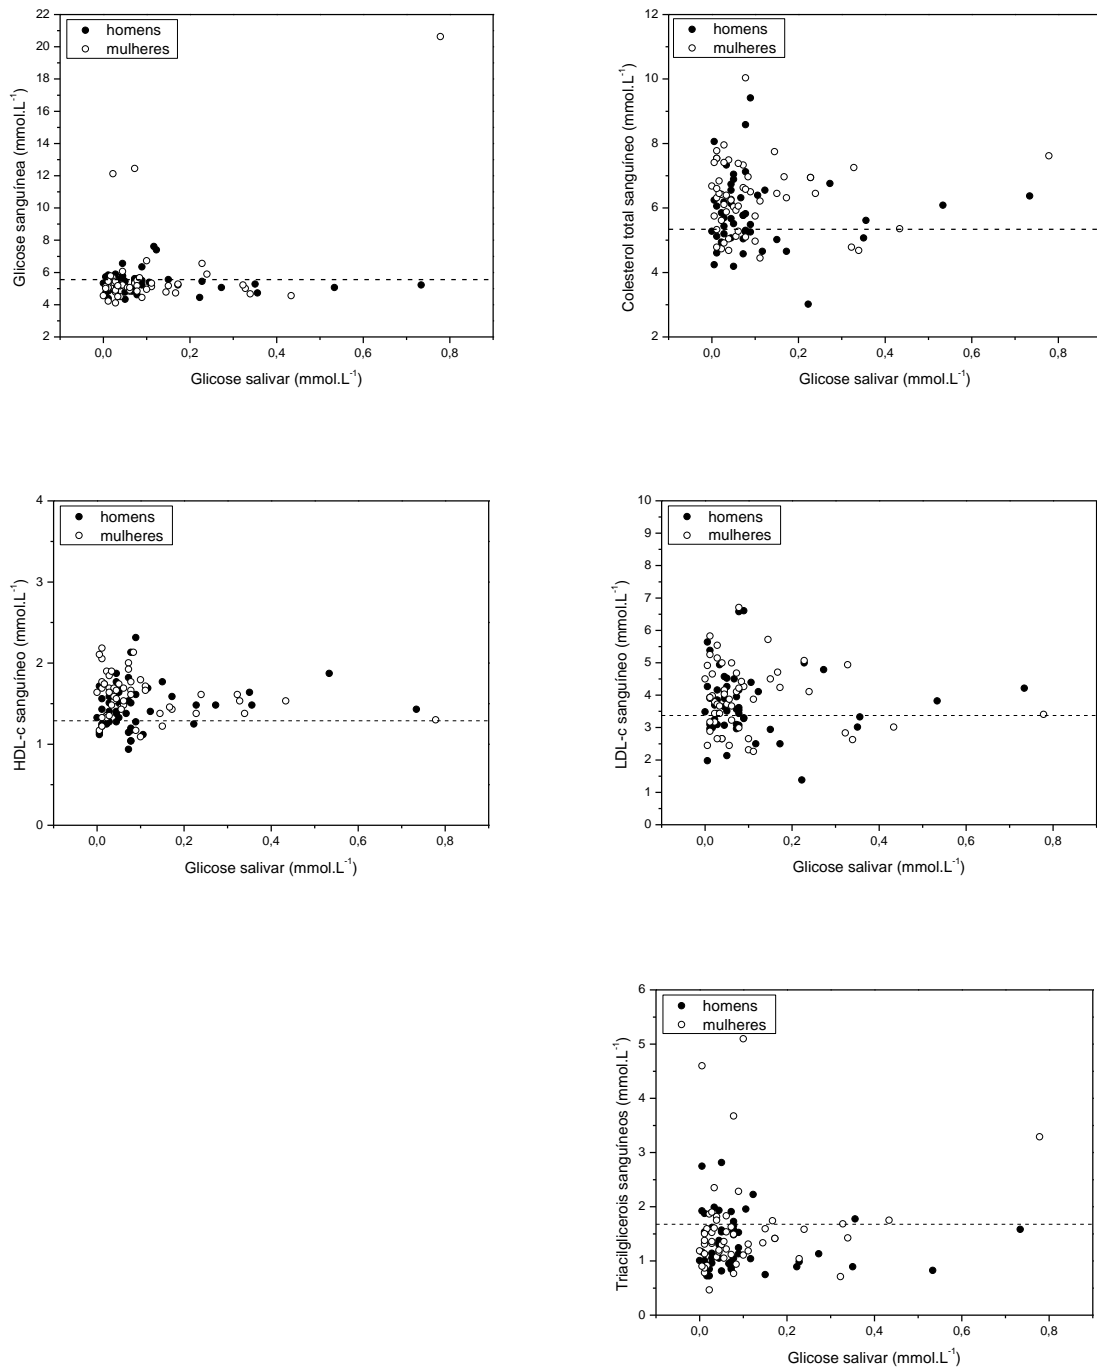 homens
mulheres
22
20
18
16
14
12
10
8
6
4
2
0,0 0,2 0,4 0,6 0,8
Glicose sanguínea (mmol.L-1)
Glicose salivar (mmol.L-1)
homens
mulheres
12
10
8
6
4
2
0,0 0,2 0,4 0,6 0,8
Colesterol total sanguíneo (mmol.L-1)
Glicose salivar (mmol.L-1)
homens
mulheres
4
3
2
1
0
0,0 0,2 0,4 0,6 0,8
HDL-c sanguíneo (mmol.L-1)
Glicose salivar (mmol.L-1)
homens
mulheres
10
9
8
7
6
5
4
3
2
1
0
0,0 0,2 0,4 0,6 0,8
LDL-c sanguíneo (mmol.L-1)
Glicose salivar (mmol.L-1)
homens
mulheres
6
5
4
3
2
1
0
0,0 0,2 0,4 0,6 0,8
Triacilglicerois sanguíneos (mmol.L-1)
Glicose salivar (mmol.L-1)